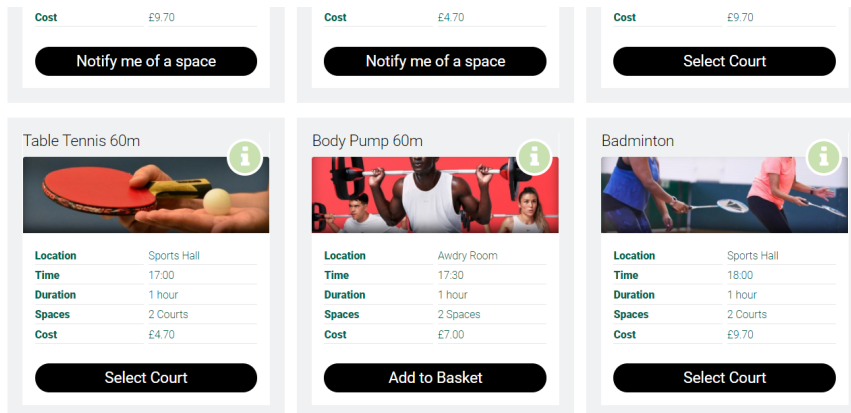 Cost £9.70
Notify me of a space
Cost £4.70
Notify me of a space
Cost £9.70
Select Court
Table Tennis 60m
i
Location Sports Hall
Time 17:00
Duration 1 hour
Spaces 2 Courts
Cost £4.70
Select Court
Body Pump 60m
i
Location Awdry Room
Time 17:30
Duration 1 hour
Spaces 2 Spaces
Cost £7.00
Add to Basket
Badminton
i
Location Sports Hall
Time 18:00
Duration 1 hour
Spaces 2 Courts
Cost £9.70
Select Court